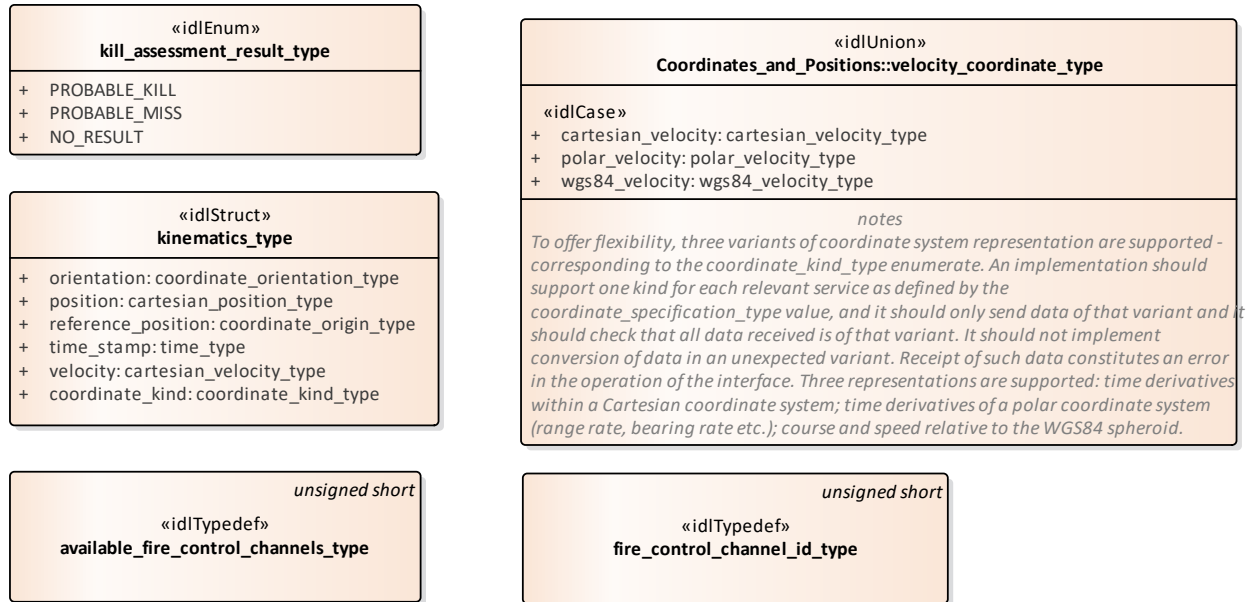 «idlEnum»
kill_assessment_result_type
+ PROBABLE_KILL
+ PROBABLE_MISS
+ NO_RESULT
«idlUnion»
Coordinates_and_Positions::velocity_coordinate_type
«idlCase»
+ cartesian_velocity: cartesian_velocity_type
+ polar_velocity: polar_velocity_type
+ wgs84_velocity: wgs84_velocity_type
notes
To offer flexibility, three variants of coordinate system representation are supported -
corresponding to the coordinate_kind_type enumerate. An implementation should
support one kind for each relevant service as defined by the
coordinate_specification_type value, and it should only send data of that variant and it
should check that all data received is of that variant. It should not implement
conversion of data in an unexpected variant. Receipt of such data constitutes an error
in the operation of the interface. Three representations are supported: time derivatives
within a Cartesian coordinate system; time derivatives of a polar coordinate system
(range rate, bearing rate etc.); course and speed relative to the WGS84 spheroid.
«idlStruct»
kinematics_type
+ orientation: coordinate_orientation_type
+ position: cartesian_position_type
+ reference_position: coordinate_origin_type
+ time_stamp: time_type
+ velocity: cartesian_velocity_type
+ coordinate_kind: coordinate_kind_type
unsigned short
«idlTypedef»
available_fire_control_channels_type
unsigned short
«idlTypedef»
fire_control_channel_id_type